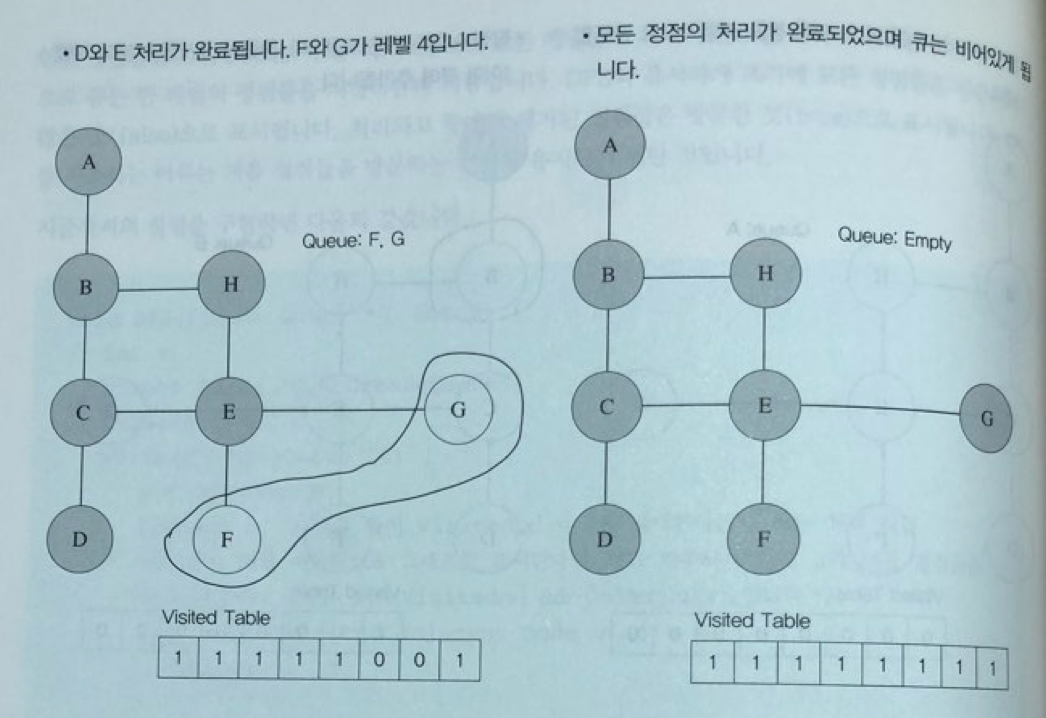 • D와 E 처리가 완료됩니다. F와 G가 레벨 4입니다.
A
Queue: F, G
B
H
C
E
G
D
F
Visited Table
1 1 1 1 1 0 0 1
• 모든 정점의 처리가 완료되었으며 큐는 비어있게 됩
니다.
A
Queue: Empty
B
H
C
E
G
D
F
Visited Table
1 1 1 1 1 1 1 1